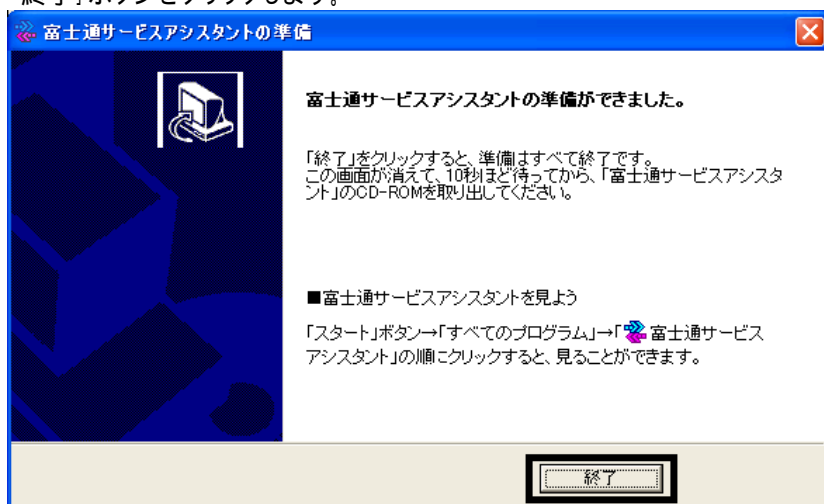 終了」ボタンをクリックします。
富士通サービスアシスタントの準備
富士通サービスアシスタントの準備ができました。
「終了」をクリックすると、準備はすべて終了です。
この画面が消えて、10秒ほど待ってから、「富士通サービスアシスタ
ント」のCD-ROMを取り出してください。
■富士通サービスアシスタントを見よう
「スタート」ボタン→「すべてのプログラム」→「富士通サービス
アシスタント」の順にクリックすると、見ることができます。
終了